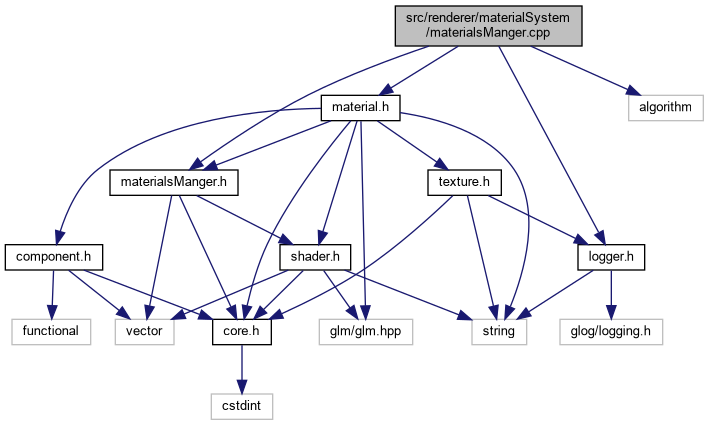 src/renderer/materialSystem
/materialsManger.cpp
material.h
algorithm
materialsManger.h
texture.h
component.h
shader.h
logger.h
functional
vector
core.h
glm/glm.hpp
string
glog/logging.h
cstdint